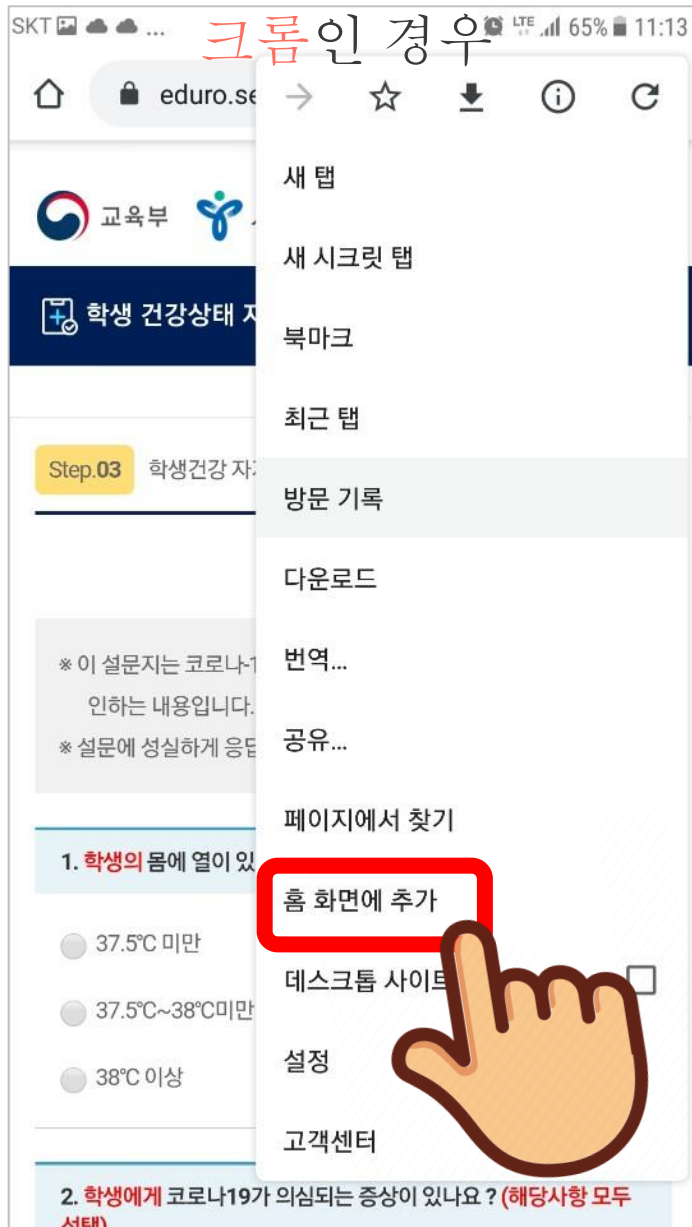 SKT ... LTE 65% 11:13
크롬인 경우
eduro.se
새 탭
새 시크릿 탭
북마크
최근 탭
방문 기록
다운로드
번역...
공유...
페이지에서 찾기
홈 화면에 추가
데스크톱 사이트
설정
고객센터
교육부
학생 건강상태
Step.03 학생건강 자
※ 이 설문지는 코로나-1
인하는 내용입니다.
※ 설문에 성실하게 응답
1. 학생의 몸에 열이 있
37.5℃ 미만
37.5℃~38℃미만
38℃ 이상
2. 학생에게 코로나19가 의심되는 증상이 있나요 ? (해당사항 모두
선택)